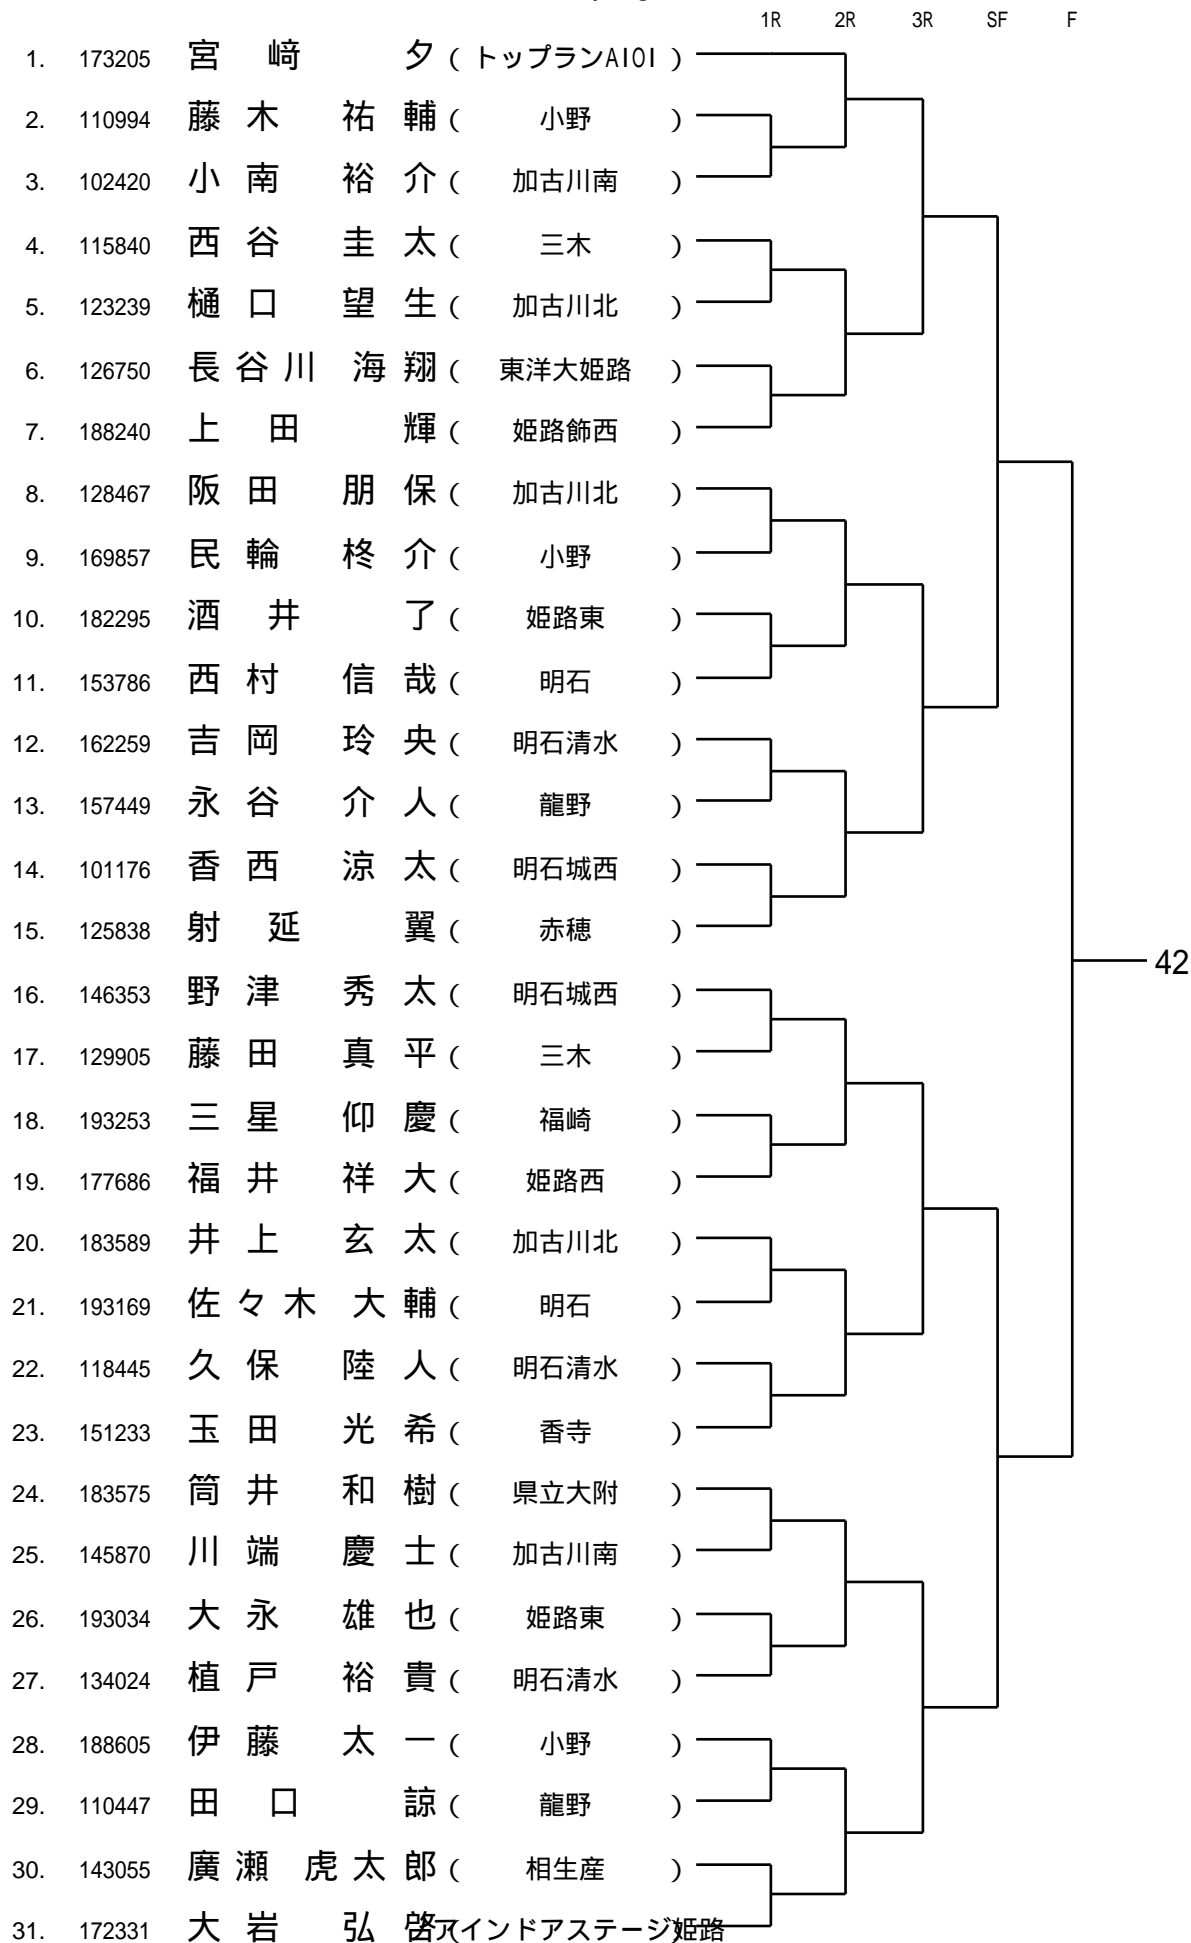 1R 2R 3R SF F
1. 173205 宮 﨑 夕 ( トップランAIOI )
2. 110994 藤 木 祐 輔 ( 小野 )
3. 102420 小 南 裕 介 ( 加古川南 )
4. 115840 西 谷 圭 太 ( 三木 )
5. 123239 樋 口 望 生 ( 加古川北 )
6. 126750 長 谷 川 海 翔 ( 東洋大姫路 )
7. 188240 上 田 輝 ( 姫路飾西 )
8. 128467 阪 田 朋 保 ( 加古川北 )
9. 169857 民 輪 柊 介 ( 小野 )
10. 182295 酒 井 了 ( 姫路東 )
11. 153786 西 村 信 哉 ( 明石 )
12. 162259 吉 岡 玲 央 ( 明石清水 )
13. 157449 永 谷 介 人 ( 龍野 )
14. 101176 香 西 涼 太 ( 明石城西 )
15. 125838 射 延 翼 ( 赤穂 )
42
16. 146353 野 津 秀 太 ( 明石城西 )
17. 129905 藤 田 真 平 ( 三木 )
18. 193253 三 星 仰 慶 ( 福崎 )
19. 177686 福 井 祥 大 ( 姫路西 )
20. 183589 井 上 玄 太 ( 加古川北 )
21. 193169 佐 々 木 大 輔 ( 明石 )
22. 118445 久 保 陸 人 ( 明石清水 )
23. 151233 玉 田 光 希 ( 香寺 )
24. 183575 筒 井 和 樹 ( 県立大附 )
25. 145870 川 端 慶 士 ( 加古川南 )
26. 193034 大 永 雄 也 ( 姫路東 )
27. 134024 植 戸 裕 貴 ( 明石清水 )
28. 188605 伊 藤 太 一 ( 小野 )
29. 110447 田 口 諒 ( 龍野 )
30. 143055 廣 瀬 虎 太 郎 ( 相生産 )
31. 172331 大 岩 弘 啓 ( アインドアステージ姫路 )